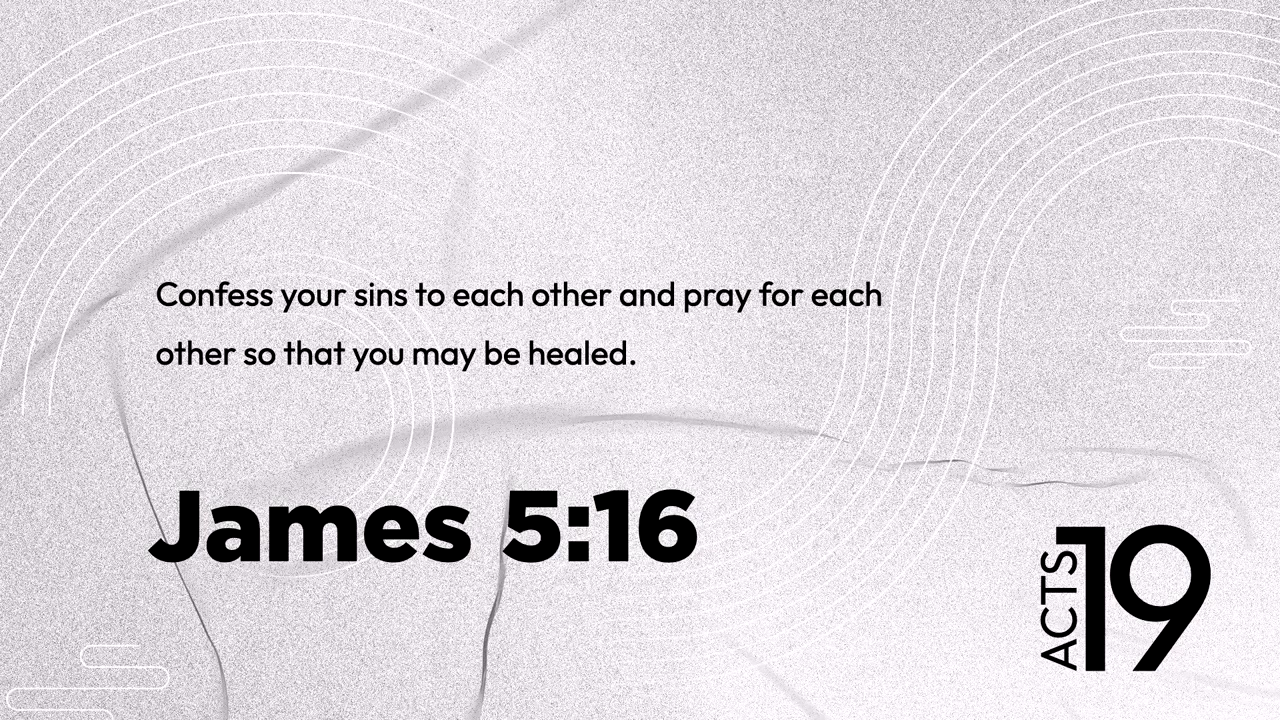 Confess your sins to each other and pray for each
other so that you may be healed.
James 5:16
ACTS 19